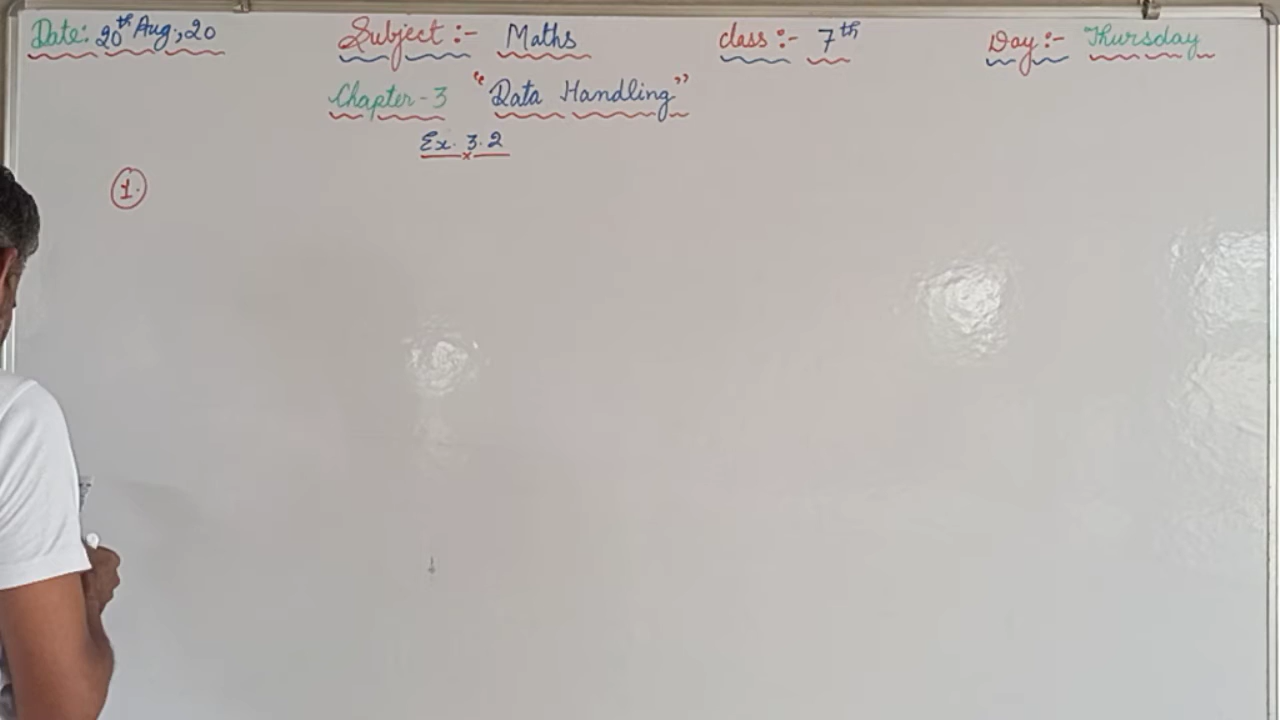 Date: 20th Aug.,20 Subject :- Maths class :- 7th Day :- Thursday
Chapter-3 "Data Handling"
Ex. 3.2
1.